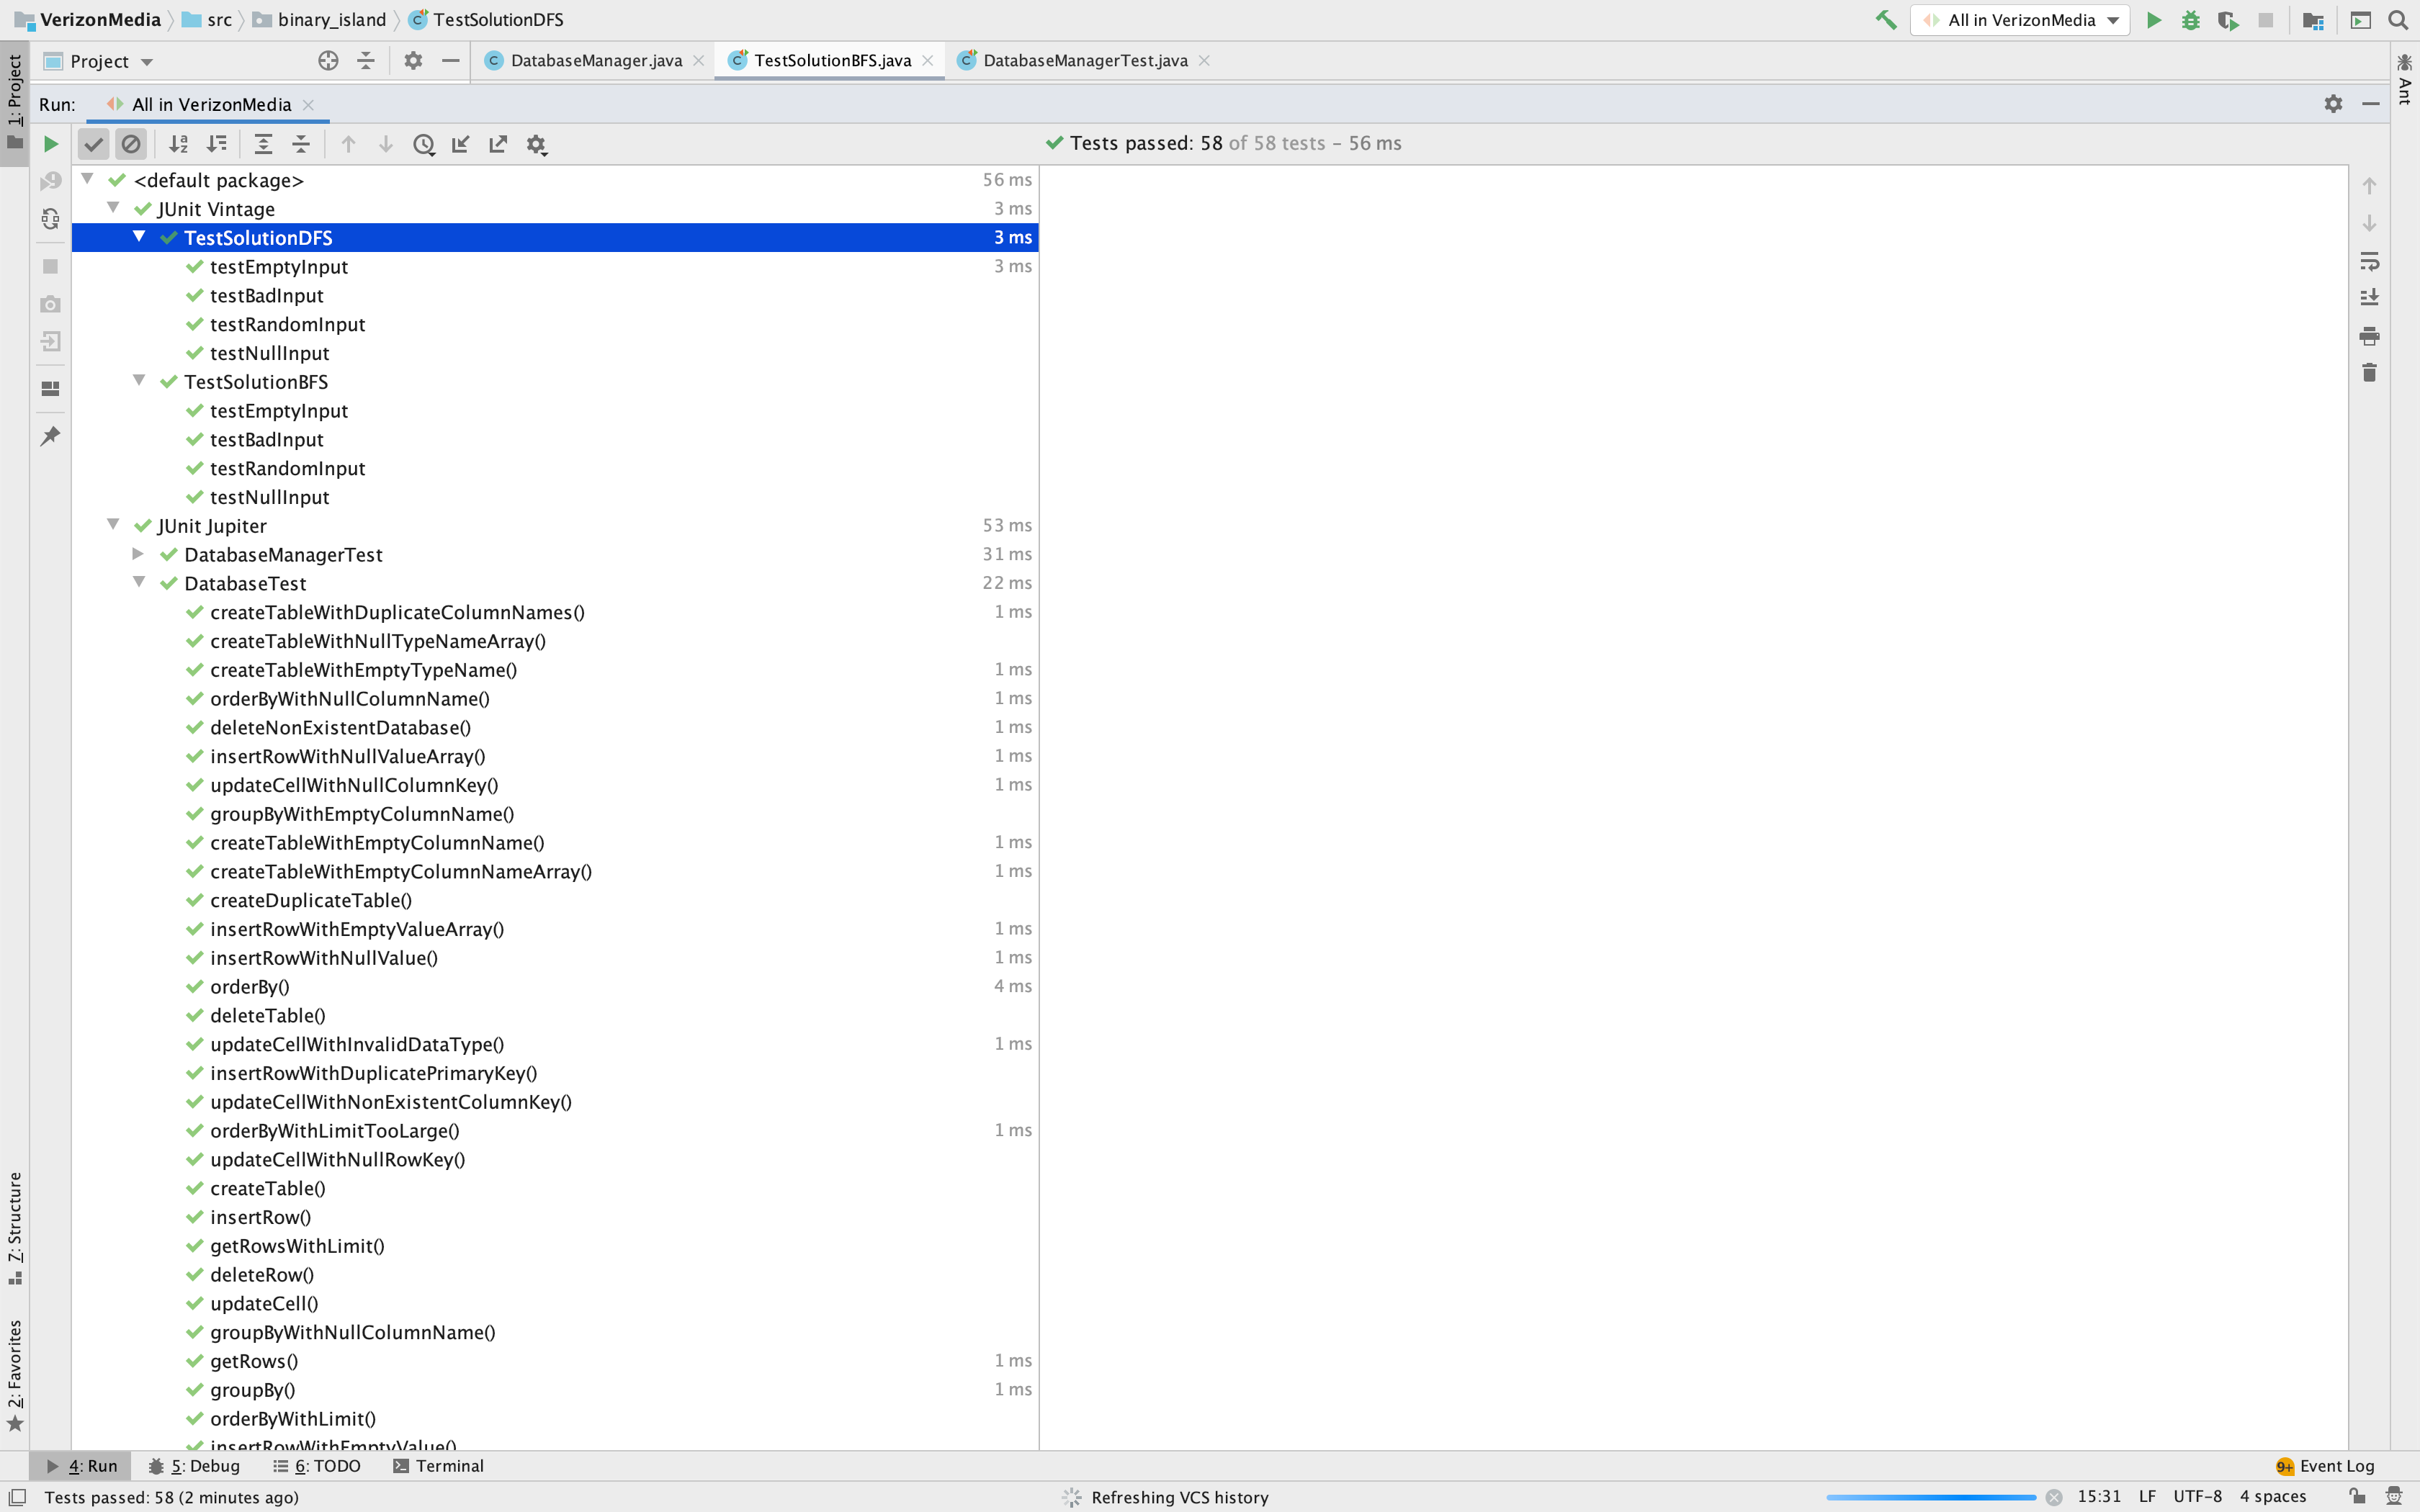 VerizonMedia src binary_island TestSolutionDFS All in VerizonMedia
Project DatabaseManager.java TestSolutionBFS.java DatabaseManagerTest.java
1: Project
Ant
Run: All in VerizonMedia
Tests passed: 58 of 58 tests – 56 ms
<default package> 56 ms
JUnit Vintage 3 ms
TestSolutionDFS 3 ms
testEmptyInput 3 ms
testBadInput
testRandomInput
testNullInput
TestSolutionBFS
testEmptyInput
testBadInput
testRandomInput
testNullInput
JUnit Jupiter 53 ms
DatabaseManagerTest 31 ms
DatabaseTest 22 ms
createTableWithDuplicateColumnNames() 1 ms
createTableWithNullTypeNameArray()
createTableWithEmptyTypeName() 1 ms
orderByWithNullColumnName() 1 ms
deleteNonExistentDatabase() 1 ms
insertRowWithNullValueArray() 1 ms
updateCellWithNullColumnKey() 1 ms
groupByWithEmptyColumnName()
createTableWithEmptyColumnName() 1 ms
createTableWithEmptyColumnNameArray() 1 ms
createDuplicateTable()
insertRowWithEmptyValueArray() 1 ms
insertRowWithNullValue() 1 ms
orderBy() 4 ms
deleteTable()
updateCellWithInvalidDataType() 1 ms
insertRowWithDuplicatePrimaryKey()
updateCellWithNonExistentColumnKey()
orderByWithLimitTooLarge() 1 ms
updateCellWithNullRowKey()
createTable()
insertRow()
getRowsWithLimit()
deleteRow()
updateCell()
groupByWithNullColumnName()
getRows() 1 ms
groupBy() 1 ms
orderByWithLimit()
insertRowWithEmptyValue()
7: Structure
2: Favorites
4: Run 5: Debug 6: TODO Terminal 9+ Event Log
Tests passed: 58 (2 minutes ago) Refreshing VCS history 15:31 LF UTF-8 4 spaces